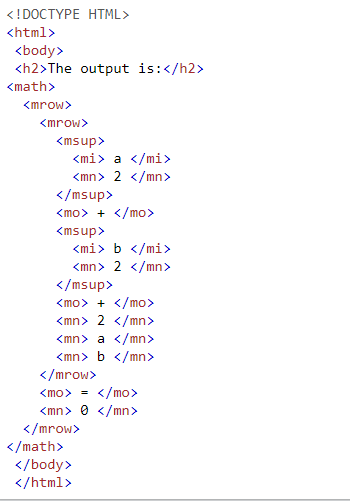 <!DOCTYPE HTML>
<html>
<body>
<h2>The output is:</h2>
<math>
<mrow>
<mrow>
<msup>
<mi> a </mi>
<mn> 2 </mn>
</msup>
<mo> + </mo>
<msup>
<mi> b </mi>
<mn> 2 </mn>
</msup>
<mo> + </mo>
<mn> 2 </mn>
<mn> a </mn>
<mn> b </mn>
</mrow>
<mo> = </mo>
<mn> 0 </mn>
</mrow>
</math>
</body>
</html>